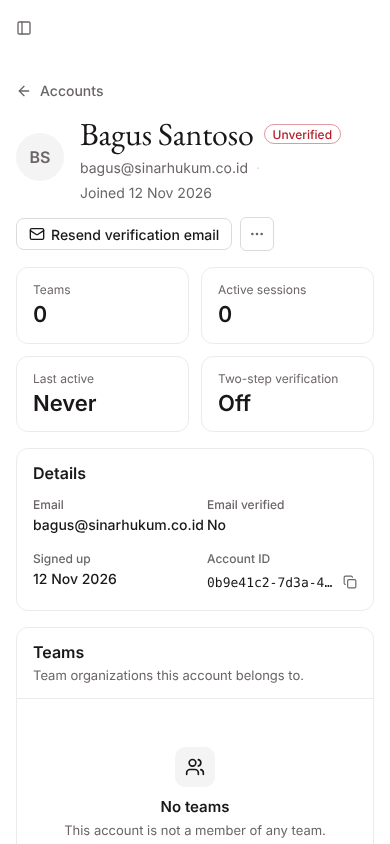 Accounts
BS
Bagus Santoso
Unverified
bagus@sinarhukum.co.id ·
Joined 12 Nov 2026
Resend verification email
Teams
Active sessions
0
0
Last active
Two-step verification
Never
Off
Details
Email
Email verified
bagus@sinarhukum.co.id
No
Signed up
Account ID
12 Nov 2026
0b9e41c2-7d3a-4…
Teams
Team organizations this account belongs to.
No teams
This account is not a member of any team.